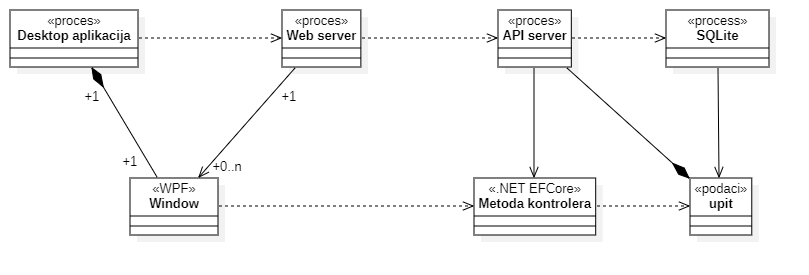 «proces»
Desktop aplikacija
«proces»
Web server
«proces»
API server
«process»
SQLite
+1
+1
+1
+0..n
«WPF»
Window
«.NET EFCore»
Metoda kontrolera
«podaci»
upit